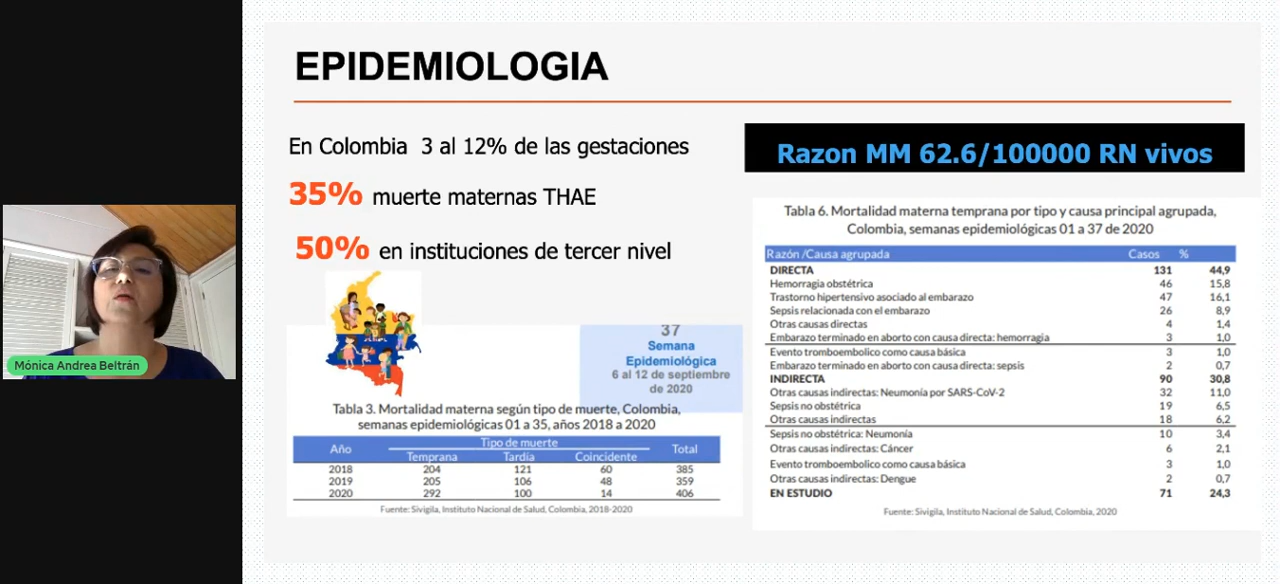 EPIDEMIOLOGIA
En Colombia 3 al 12% de las gestaciones
35% muerte maternas THAE
50% en instituciones de tercer nivel
37
Semana
Epidemiológica
6 al 12 de septiembre
de 2020
Tabla 3. Mortalidad materna según tipo de muerte, Colombia,
semanas epidemiológicas 01 a 35, años 2018 a 2020
Año Tipo de muerte Total
Temprana Tardía Coincidente
2018 204 121 60 385
2019 205 106 48 359
2020 292 100 14 406
Fuente: Sivigila, Instituto Nacional de Salud, Colombia, 2018-2020
Razon MM 62.6/100000 RN vivos
Tabla 6. Mortalidad materna temprana por tipo y causa principal agrupada,
Colombia, semanas epidemiológicas 01 a 37 de 2020
Razón /Causa agrupada Casos %
DIRECTA 131 44,9
Hemorragia obstétrica 46 15,8
Trastorno hipertensivo asociado al embarazo 47 16,1
Sepsis relacionada con el embarazo 26 8,9
Otras causas directas 4 1,4
Embarazo terminado en aborto con causa directa: hemorragia 3 1,0
Evento tromboembolico como causa básica 3 1,0
Embarazo terminado en aborto con causa directa: sepsis 2 0,7
INDIRECTA 90 30,8
Otras causas indirectas: Neumonía por SARS-CoV-2 32 11,0
Sepsis no obstétrica 19 6,5
Otras causas indirectas 18 6,2
Sepsis no obstétrica: Neumonía 10 3,4
Otras causas indirectas: Cáncer 6 2,1
Evento tromboembolico como causa básica 3 1,0
Otras causas indirectas: Dengue 2 0,7
EN ESTUDIO 71 24,3
Fuente: Sivigila, Instituto Nacional de Salud, Colombia, 2020
Mónica Andrea Beltrán